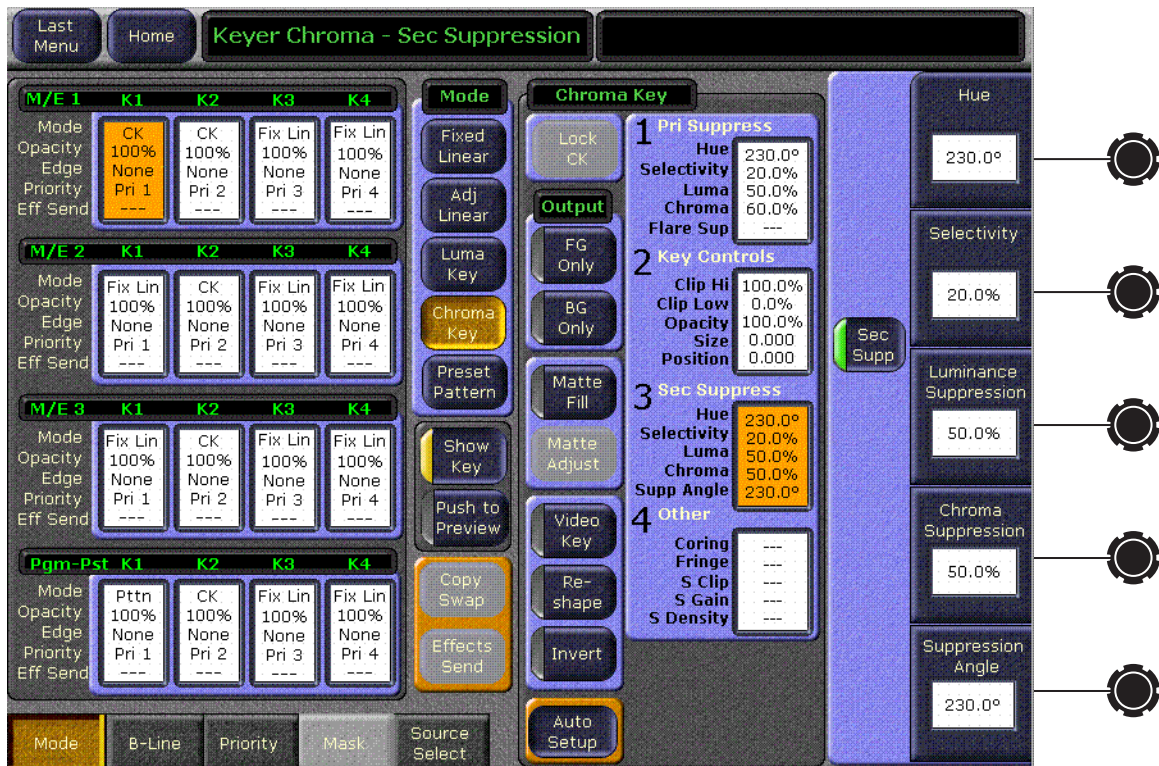 Last
Menu
Home
Keyer Chroma - Sec Suppression
M/E 1 K1 K2 K3 K4
Mode CK CK Fix Lin Fix Lin
Opacity 100% 100% 100% 100%
Edge None None None None
Priority Pri 1 Pri 2 Pri 3 Pri 4
Eff Send --- --- --- ---
M/E 2 K1 K2 K3 K4
Mode Fix Lin CK Fix Lin Fix Lin
Opacity 100% 100% 100% 100%
Edge None None None None
Priority Pri 1 Pri 2 Pri 3 Pri 4
Eff Send --- --- --- ---
M/E 3 K1 K2 K3 K4
Mode Fix Lin CK Fix Lin Fix Lin
Opacity 100% 100% 100% 100%
Edge None None None None
Priority Pri 1 Pri 2 Pri 3 Pri 4
Eff Send --- --- --- ---
Pgm-Pst K1 K2 K3 K4
Mode Pttn CK Fix Lin Fix Lin
Opacity 100% 100% 100% 100%
Edge None None None None
Priority Pri 1 Pri 2 Pri 3 Pri 4
Eff Send --- --- --- ---
Mode
Fixed
Linear
Adj
Linear
Luma
Key
Chroma
Key
Preset
Pattern
Show
Key
Push to
Preview
Copy
Swap
Effects
Send
Chroma Key
Lock
CK
Output
FG
Only
BG
Only
Matte
Fill
Matte
Adjust
Video
Key
Re-
shape
Invert
Auto
Setup
1 Pri Suppress
Hue 230.0°
Selectivity 20.0%
Luma 50.0%
Chroma 60.0%
Flare Sup ---
2 Key Controls
Clip Hi 100.0%
Clip Low 0.0%
Opacity 100.0%
Size 0.000
Position 0.000
3 Sec Suppress
Hue 230.0°
Selectivity 20.0%
Luma 50.0%
Chroma 50.0%
Supp Angle 230.0°
4 Other
Coring ---
Fringe ---
S Clip ---
S Gain ---
S Density ---
Sec
Supp
Hue
230.0°
Selectivity
20.0%
Luminance
Suppression
50.0%
Chroma
Suppression
50.0%
Suppression
Angle
230.0°
Mode
B-Line
Priority
Mask
Source
Select